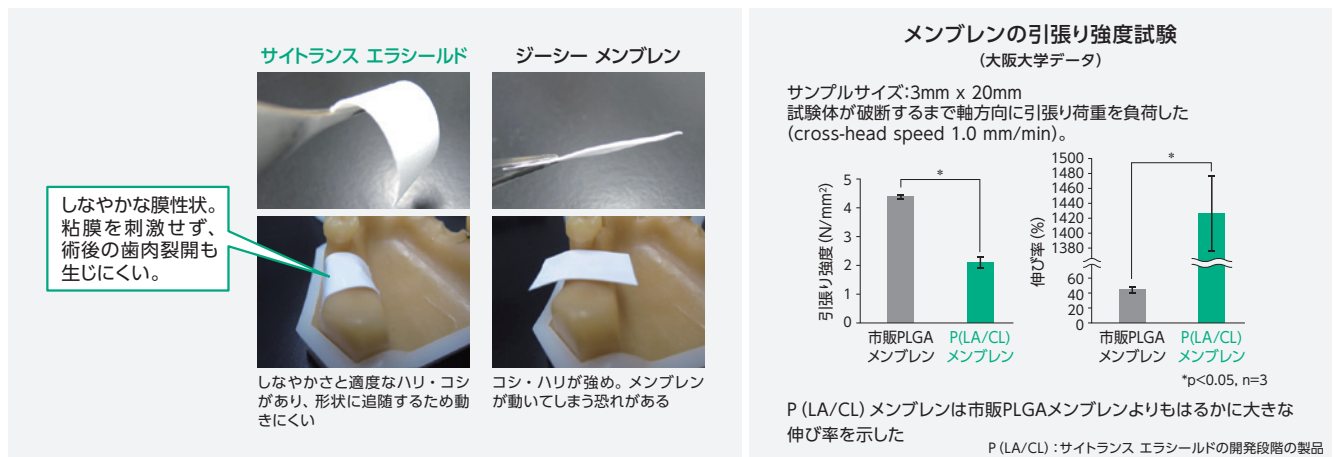 サイトランス エラシールド
ジーシー メンブレン
しなやかな膜性状。
粘膜を刺激せず、
術後の歯肉裂開も
生じにくい。
しなやかさと適度なハリ・コシ
があり、形状に追随するため動
きにくい
コシ・ハリが強め。メンブレン
が動いてしまう恐れがある
メンブレンの引張り強度試験
(大阪大学データ)
サンプルサイズ:3mm x 20mm
試験体が破断するまで軸方向に引張り荷重を負荷した
(cross-head speed 1.0 mm/min)。
引張り強度(N/mm²)
5
4
3
2
1
0
*
市販PLGA
メンブレン
P(LA/CL)
メンブレン
伸び率(%)
1500
1480
1460
1440
1420
1400
1380
60
40
20
0
*
市販PLGA
メンブレン
P(LA/CL)
メンブレン
*p<0.05, n=3
P(LA/CL)メンブレンは市販PLGAメンブレンよりもはるかに大きな
伸び率を示した
P(LA/CL):サイトランス エラシールドの開発段階の製品